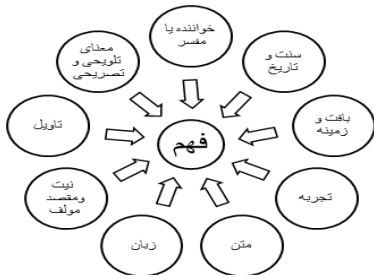 خواننده یا
مفسر
سنت و
تاریخ
بافت و
زمینه
تجربه
متن
زبان
نیت
ومقصد
مولف
تاویل
معنای
تلویحی و
تصریحی
فهم